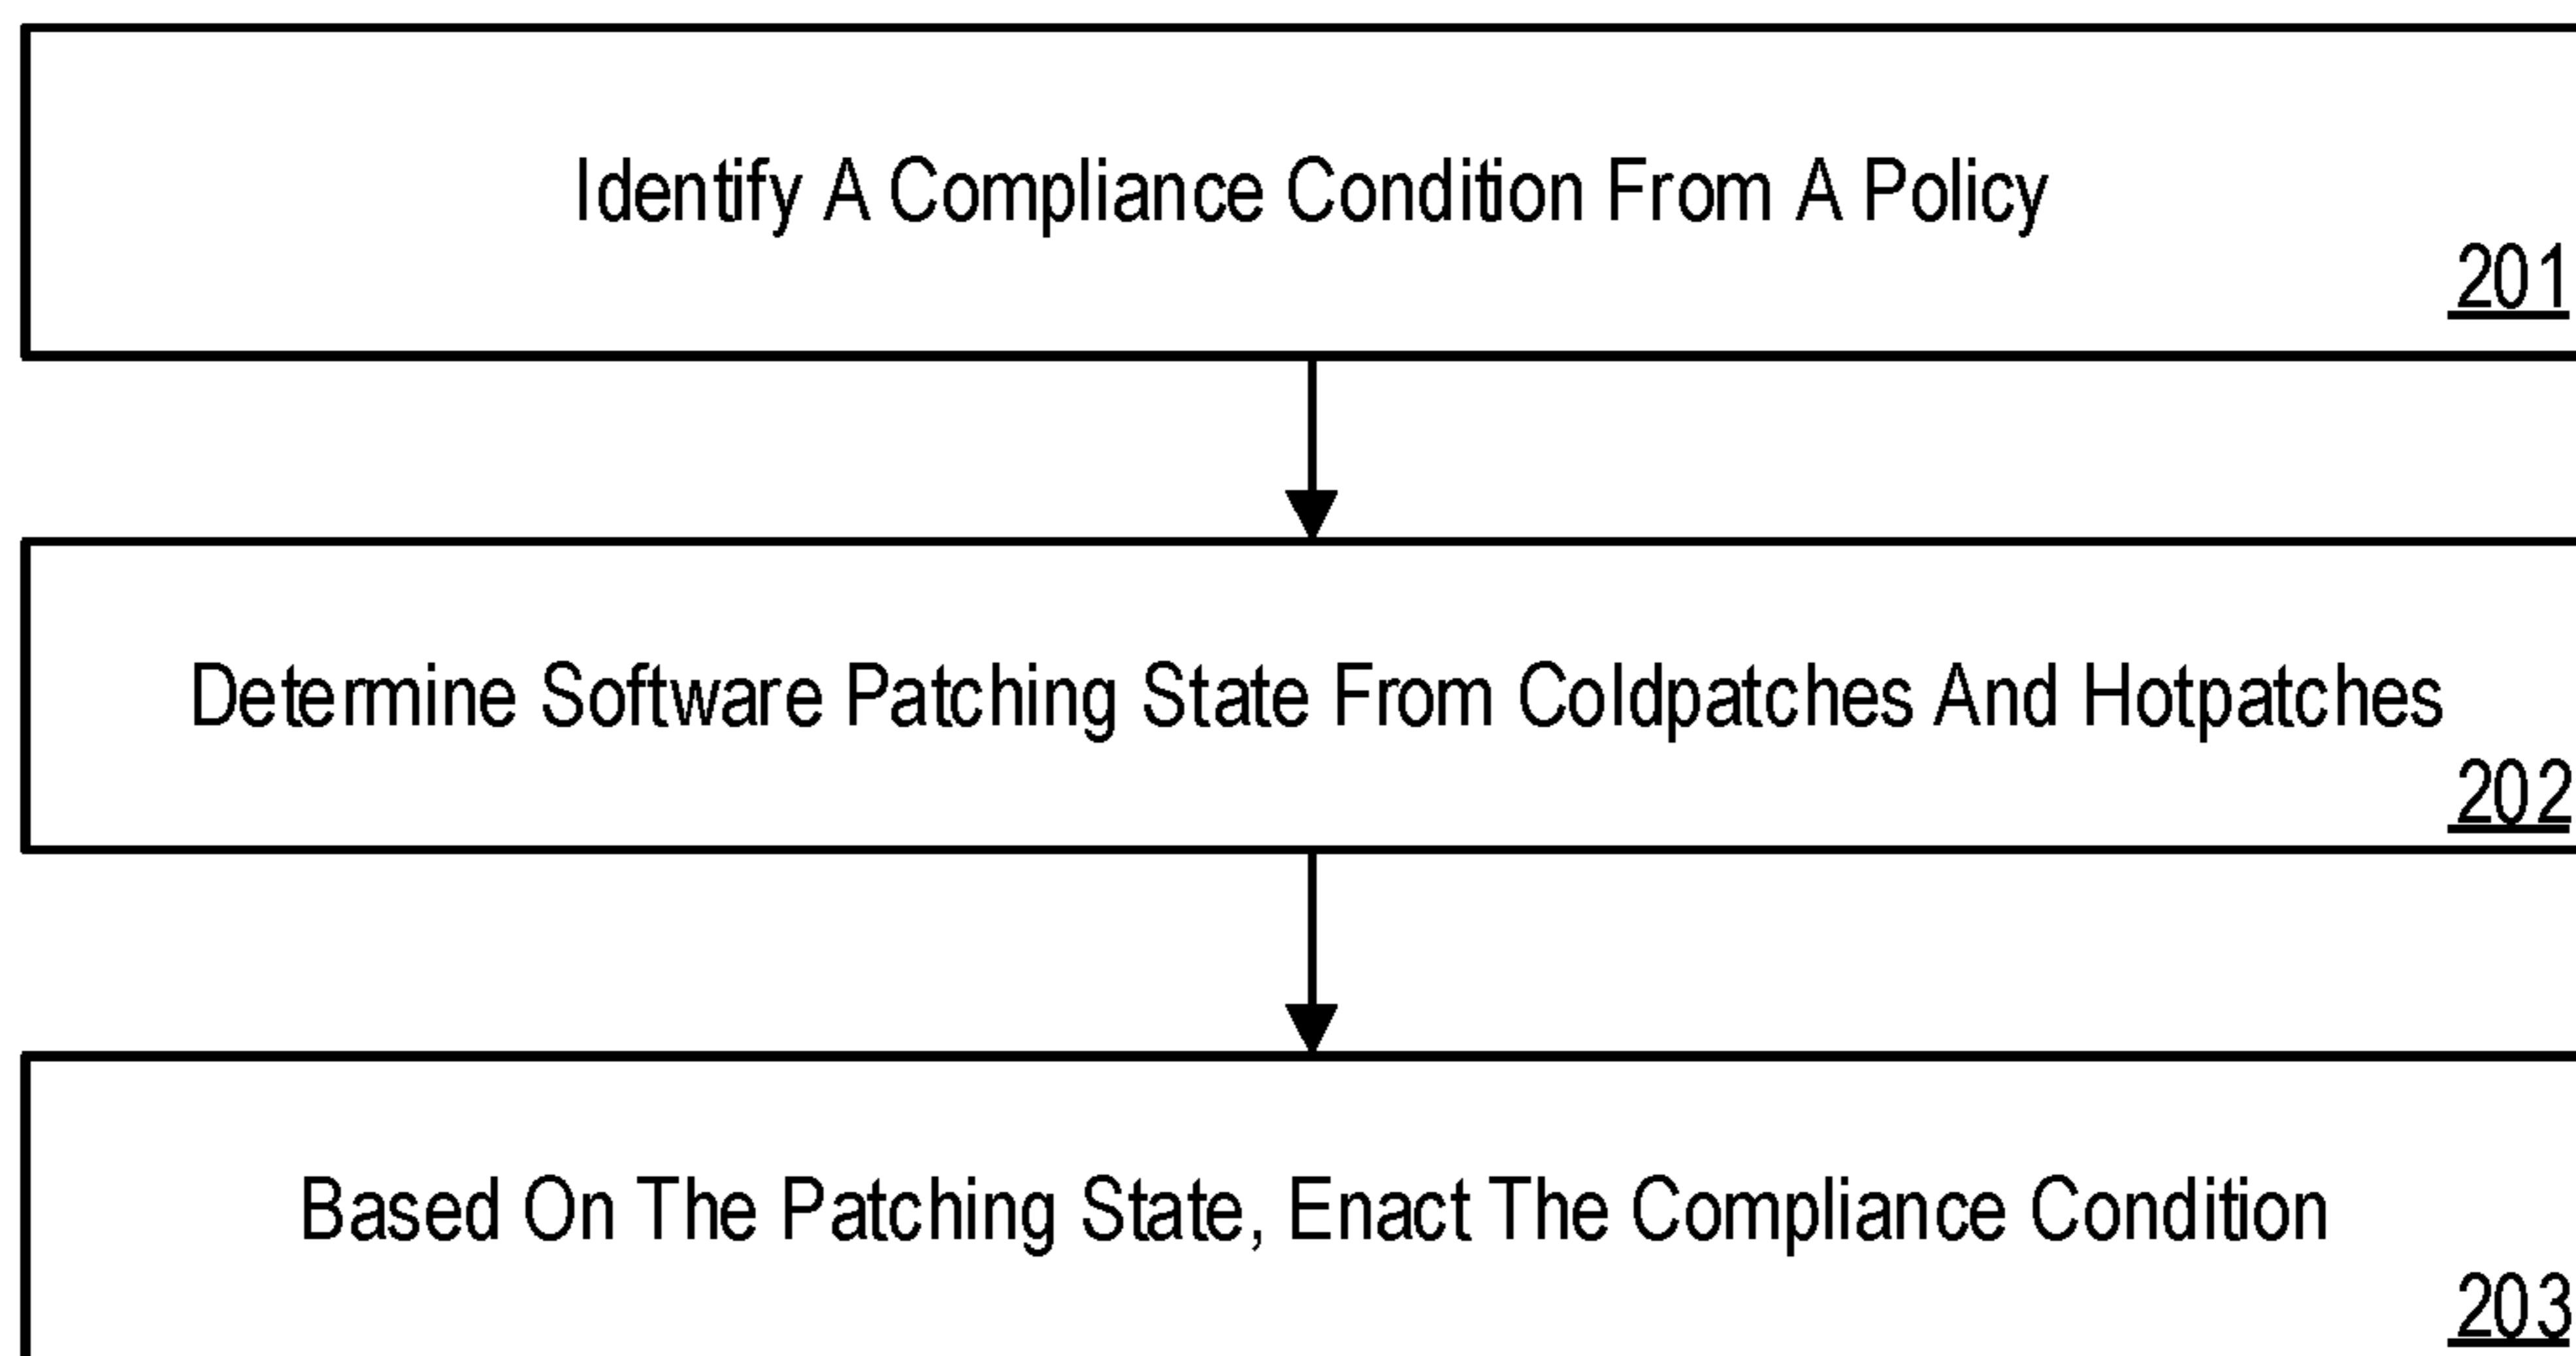 Identify A Compliance Condition From A Policy
201
Determine Software Patching State From Coldpatches And Hotpatches
202
Based On The Patching State, Enact The Compliance Condition
203